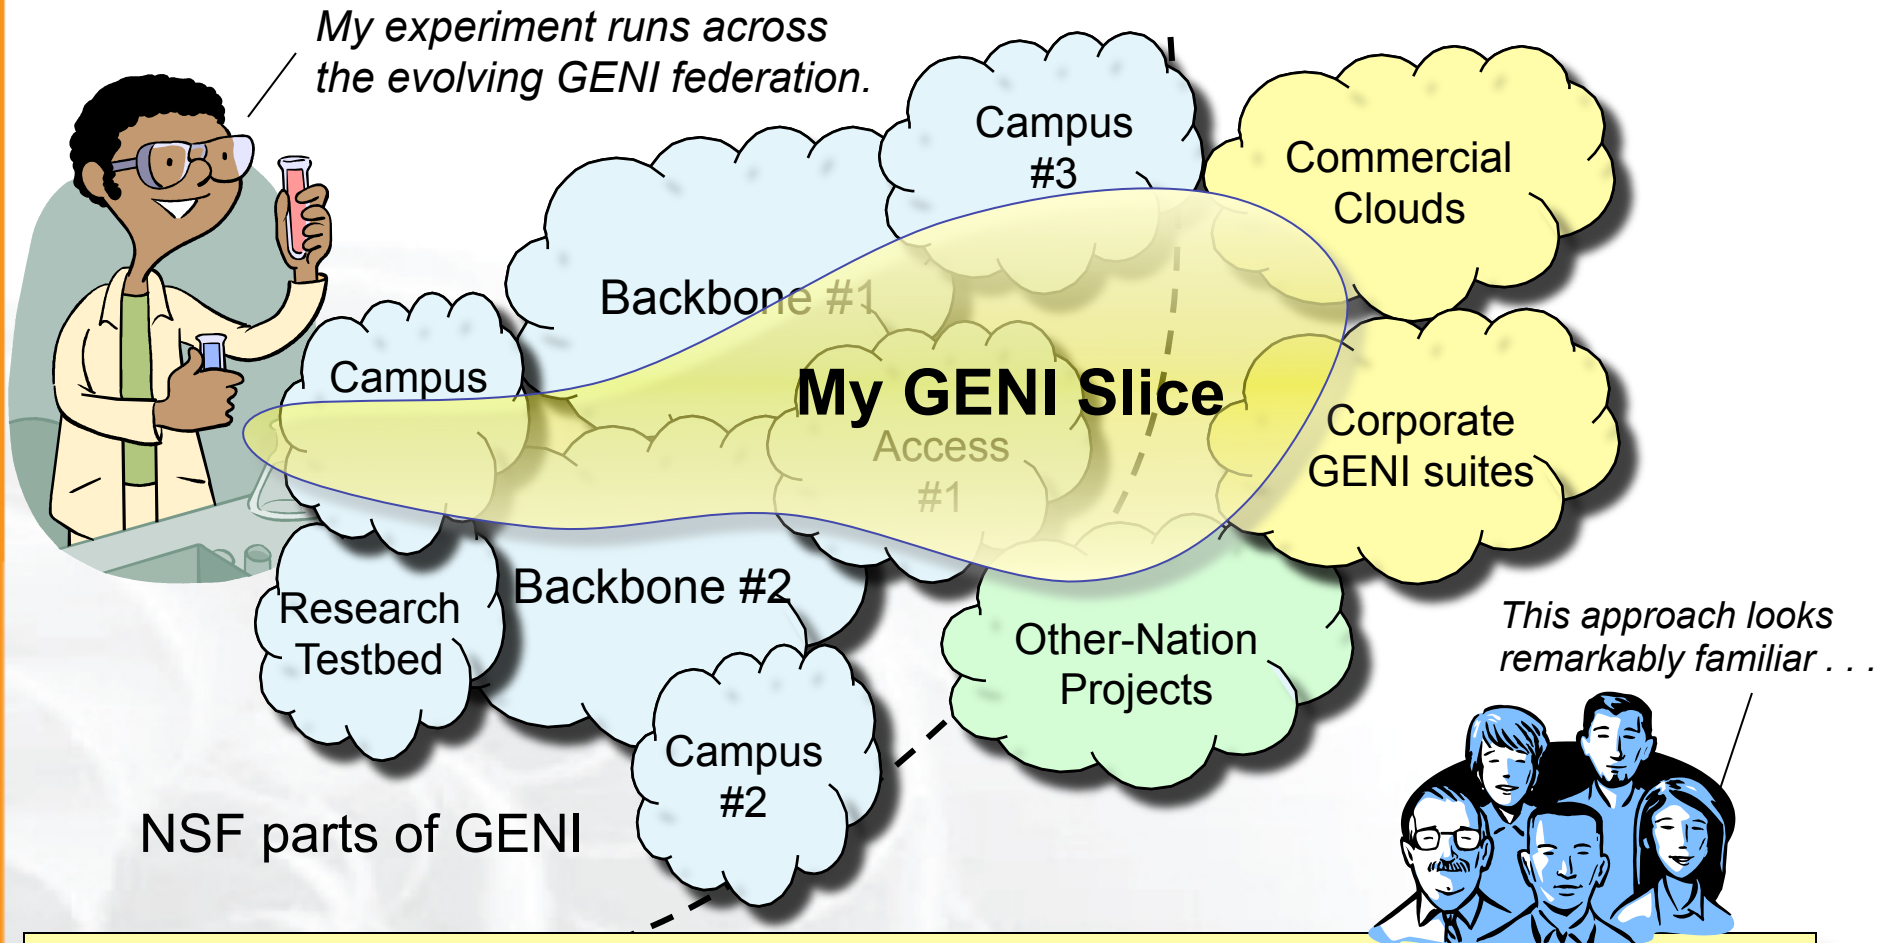 My experiment runs across
the evolving GENI federation.
Campus
#3
Commercial
Clouds
Backbone #1
Campus
My GENI Slice
Access
#1
Corporate
GENI suites
Backbone #2
Research
Testbed
Other-Nation
Projects
This approach looks
remarkably familiar . . .
Campus
#2
NSF parts of GENI